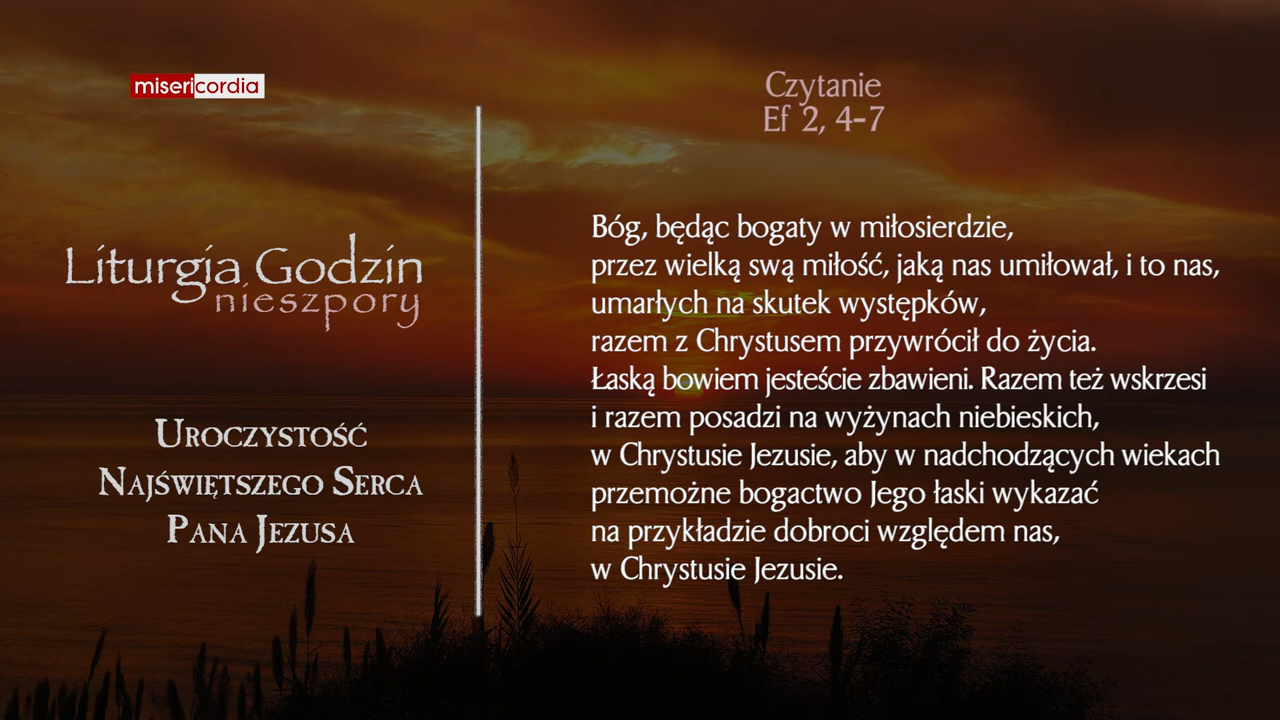 misericordia
Liturgia Godzin
nieszpory
Uroczystość
Najświętszego Serca
Pana Jezusa
Czytanie
Ef 2, 4-7
Bóg, będąc bogaty w miłosierdzie,
przez wielką swą miłość, jaką nas umiłował, i to nas,
umarłych na skutek występków,
razem z Chrystusem przywrócił do życia.
Łaską bowiem jesteście zbawieni. Razem też wskrzesi
i razem posadzi na wyżynach niebieskich,
w Chrystusie Jezusie, aby w nadchodzących wiekach
przemożne bogactwo Jego łaski wykazać
na przykładzie dobroci względem nas,
w Chrystusie Jezusie.